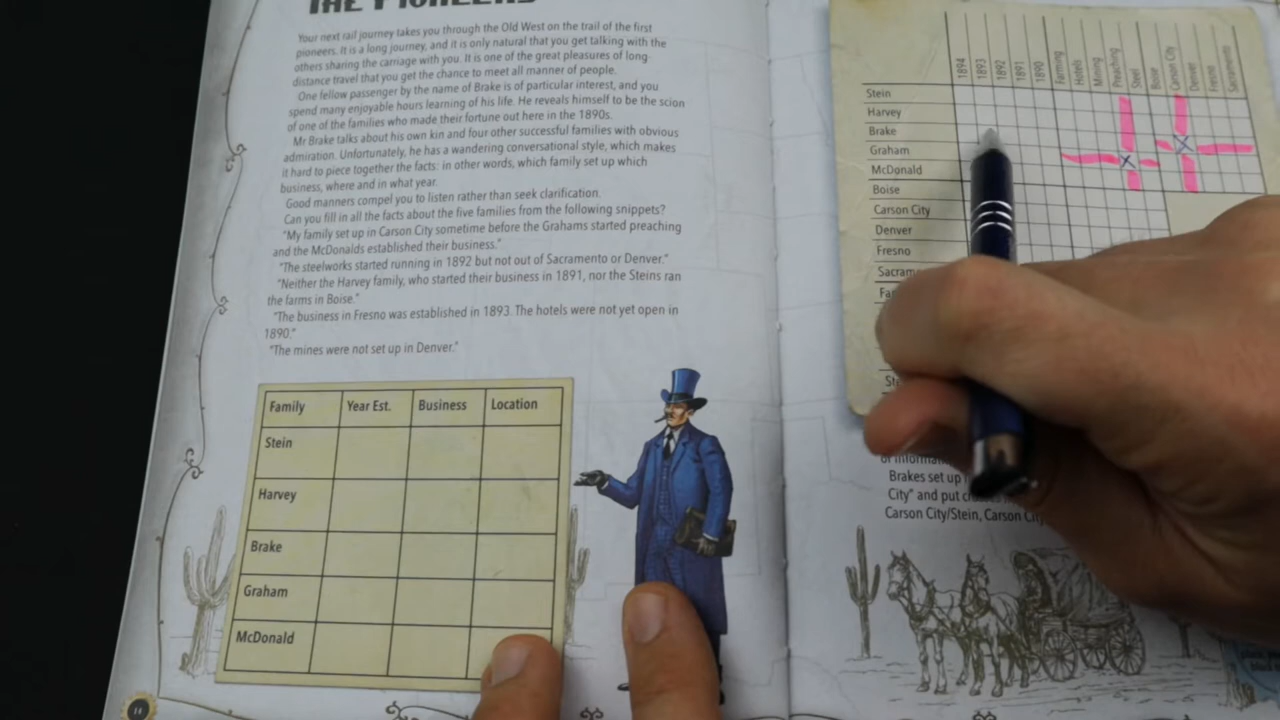 THE PIONEERS
Your next rail journey takes you through the Old West on the trail of the first
pioneers. It is a long journey, and it is only natural that you get talking with the
others sharing the carriage with you. It is one of the great pleasures of long-
distance travel that you get the chance to meet all manner of people.
One fellow passenger by the name of Brake is of particular interest, and you
spend many enjoyable hours learning of his life. He reveals himself to be the scion
of one of the families who made their fortune out here in the 1890s.
Mr Brake talks about his own kin and four other successful families with obvious
admiration. Unfortunately, he has a wandering conversational style, which makes
it hard to piece together the facts: in other words, which family set up which
business, where and in what year.
Good manners compel you to listen rather than seek clarification.
Can you fill in all the facts about the five families from the following snippets?
"My family set up in Carson City sometime before the Grahams started preaching
and the McDonalds established their business."
"The steelworks started running in 1892 but not out of Sacramento or Denver."
"Neither the Harvey family, who started their business in 1891, nor the Steins ran
the farms in Boise."
"The business in Fresno was established in 1893. The hotels were not yet open in
1890."
"The mines were not set up in Denver."
Family Year Est. Business Location
Stein
Harvey
Brake
Graham
McDonald
14
1894 1893 1892 1891 1890 Farming Hotels Mining Preaching Steel Boise Carson City Denver Fresno Sacramento
Stein
Harvey
Brake
Graham
McDonald
Boise
Carson City
Denver
Fresno
Sacram
Fa
Ste
of informa
Brakes set up
City" and put c
Carson City/Stein, Carson City